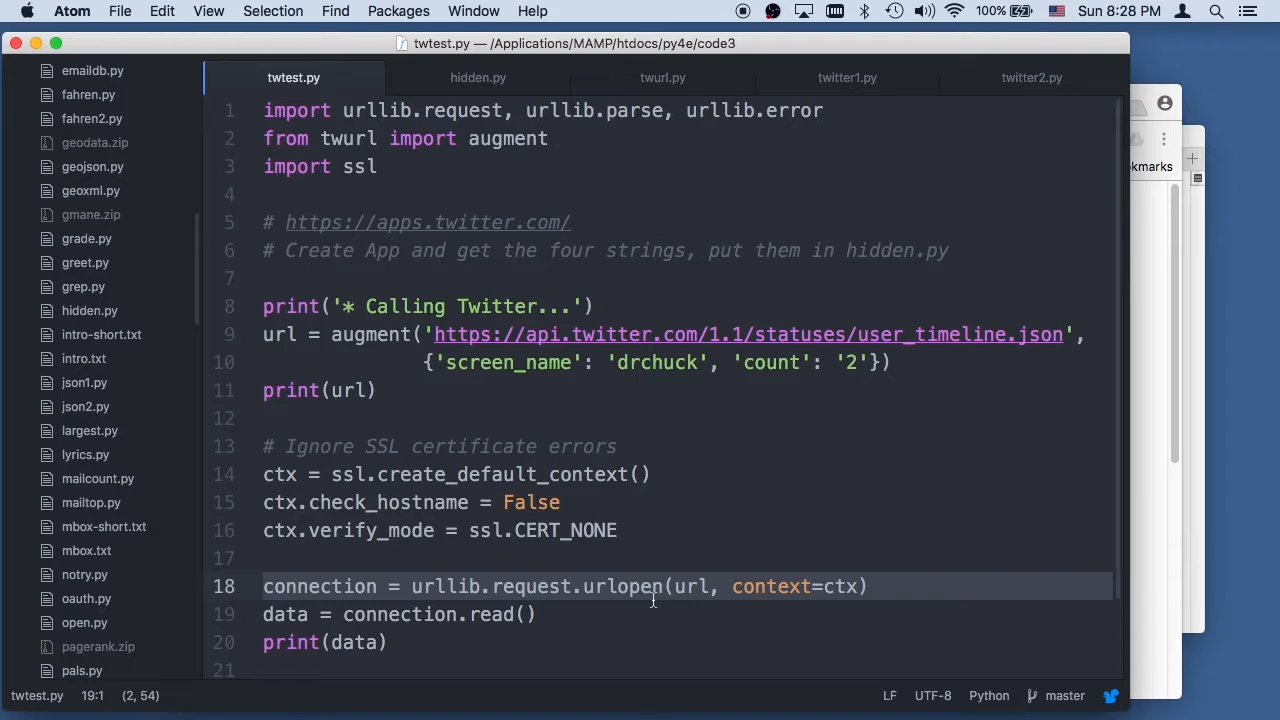 Atom File Edit View Selection Find Packages Window Help 100% Sun 8:28 PM
twtest.py — /Applications/MAMP/htdocs/py4e/code3
twtest.py hidden.py twurl.py twitter1.py twitter2.py
emaildb.py
fahren.py
fahren2.py
geodata.zip
geojson.py
geoxml.py
gmane.zip
grade.py
greet.py
grep.py
hidden.py
intro-short.txt
intro.txt
json1.py
json2.py
largest.py
lyrics.py
mailcount.py
mailtop.py
mbox-short.txt
mbox.txt
notry.py
oauth.py
open.py
pagerank.zip
pals.py
1 import urllib.request, urllib.parse, urllib.error
2 from twurl import augment
3 import ssl
4
5 # https://apps.twitter.com/
6 # Create App and get the four strings, put them in hidden.py
7
8 print('* Calling Twitter...')
9 url = augment('https://api.twitter.com/1.1/statuses/user_timeline.json',
10 {'screen_name': 'drchuck', 'count': '2'})
11 print(url)
12
13 # Ignore SSL certificate errors
14 ctx = ssl.create_default_context()
15 ctx.check_hostname = False
16 ctx.verify_mode = ssl.CERT_NONE
17
18 connection = urllib.request.urlopen(url, context=ctx)
19 data = connection.read()
20 print(data)
21
kmarks
twtest.py 19:1 (2, 54) LF UTF-8 Python master